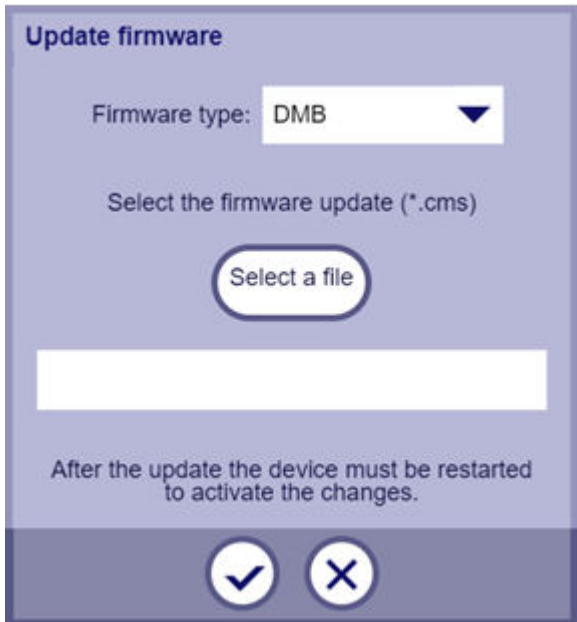 Update firmware
Firmware type: DMB
Select the firmware update (*.cms)
Select a file
After the update the device must be restarted
to activate the changes.